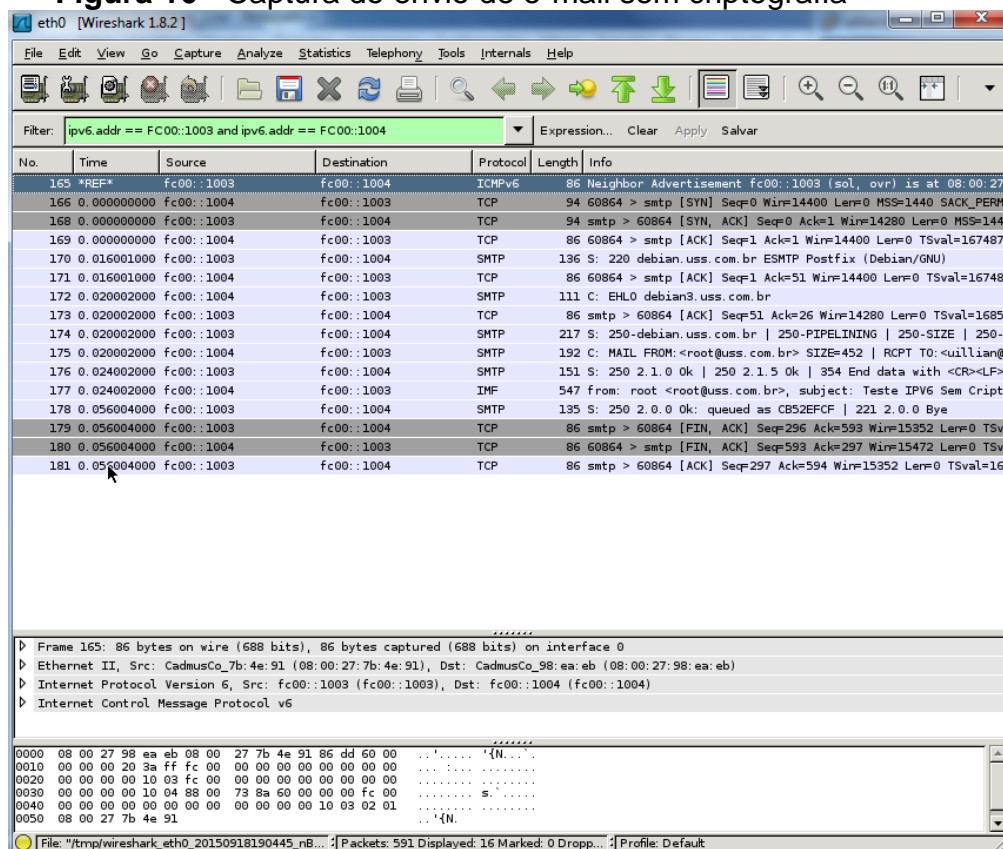 eth0 [Wireshark 1.8.2 ]
File Edit View Go Capture Analyze Statistics Telephony Tools Internals Help
Filter: ipv6.addr == FC00::1003 and ipv6.addr == FC00::1004 Expression... Clear Apply Salvar
No. Time Source Destination Protocol Length Info
165 *REF* fc00::1003 fc00::1004 ICMPv6 86 Neighbor Advertisement fc00::1003 (sol, ovr) is at 08:00:27
166 0.000000000 fc00::1004 fc00::1003 TCP 94 60864 > smtp [SYN] Seq=0 Win=14400 Len=0 MSS=1440 SACK_PERM
168 0.000000000 fc00::1003 fc00::1004 TCP 94 smtp > 60864 [SYN, ACK] Seq=0 Ack=1 Win=14280 Len=0 MSS=144
169 0.000000000 fc00::1004 fc00::1003 TCP 86 60864 > smtp [ACK] Seq=1 Ack=1 Win=14400 Len=0 TSval=167487
170 0.016001000 fc00::1003 fc00::1004 SMTP 136 S: 220 debian.uss.com.br ESMTP Postfix (Debian/GNU)
171 0.016001000 fc00::1004 fc00::1003 TCP 86 60864 > smtp [ACK] Seq=1 Ack=51 Win=14400 Len=0 TSval=16748
172 0.020002000 fc00::1004 fc00::1003 SMTP 111 C: EHLO debian3.uss.com.br
173 0.020002000 fc00::1003 fc00::1004 TCP 86 smtp > 60864 [ACK] Seq=51 Ack=26 Win=14280 Len=0 TSval=1685
174 0.020002000 fc00::1003 fc00::1004 SMTP 217 S: 250-debian.uss.com.br | 250-PIPELINING | 250-SIZE | 250-
175 0.020002000 fc00::1004 fc00::1003 SMTP 192 C: MAIL FROM:<root@uss.com.br> SIZE=452 | RCPT TO:<uillian@
176 0.024002000 fc00::1003 fc00::1004 SMTP 151 S: 250 2.1.0 Ok | 250 2.1.5 Ok | 354 End data with <CR><LF>
177 0.024002000 fc00::1004 fc00::1003 IMF 547 from: root <root@uss.com.br>, subject: Teste IPV6 Sem Cript
178 0.056004000 fc00::1003 fc00::1004 SMTP 135 S: 250 2.0.0 Ok: queued as CB52EFCF | 221 2.0.0 Bye
179 0.056004000 fc00::1003 fc00::1004 TCP 86 smtp > 60864 [FIN, ACK] Seq=296 Ack=593 Win=15352 Len=0 TSv
180 0.056004000 fc00::1004 fc00::1003 TCP 86 60864 > smtp [FIN, ACK] Seq=593 Ack=297 Win=15472 Len=0 TSv
181 0.056004000 fc00::1003 fc00::1004 TCP 86 smtp > 60864 [ACK] Seq=297 Ack=594 Win=15352 Len=0 TSval=16
Frame 165: 86 bytes on wire (688 bits), 86 bytes captured (688 bits) on interface 0
Ethernet II, Src: CadmusCo_7b:4e:91 (08:00:27:7b:4e:91), Dst: CadmusCo_98:ea:eb (08:00:27:98:ea:eb)
Internet Protocol Version 6, Src: fc00::1003 (fc00::1003), Dst: fc00::1004 (fc00::1004)
Internet Control Message Protocol v6
0000 08 00 27 98 ea eb 08 00 27 7b 4e 91 86 dd 60 00 ..'..... '{N...`.
0010 00 00 00 20 3a ff fc 00 00 00 00 00 00 00 00 00 ... :... ........
0020 00 00 00 00 10 03 fc 00 00 00 00 00 00 00 00 00 ........ ........
0030 00 00 00 00 10 04 88 00 73 8a 60 00 00 00 fc 00 ........ s.`.....
0040 00 00 00 00 00 00 00 00 00 00 00 00 10 03 02 01 ........ ........
0050 08 00 27 7b 4e 91 ..'{N.
File: "/tmp/wireshark_eth0_20150918190445_nB... Packets: 591 Displayed: 16 Marked: 0 Dropp... Profile: Default